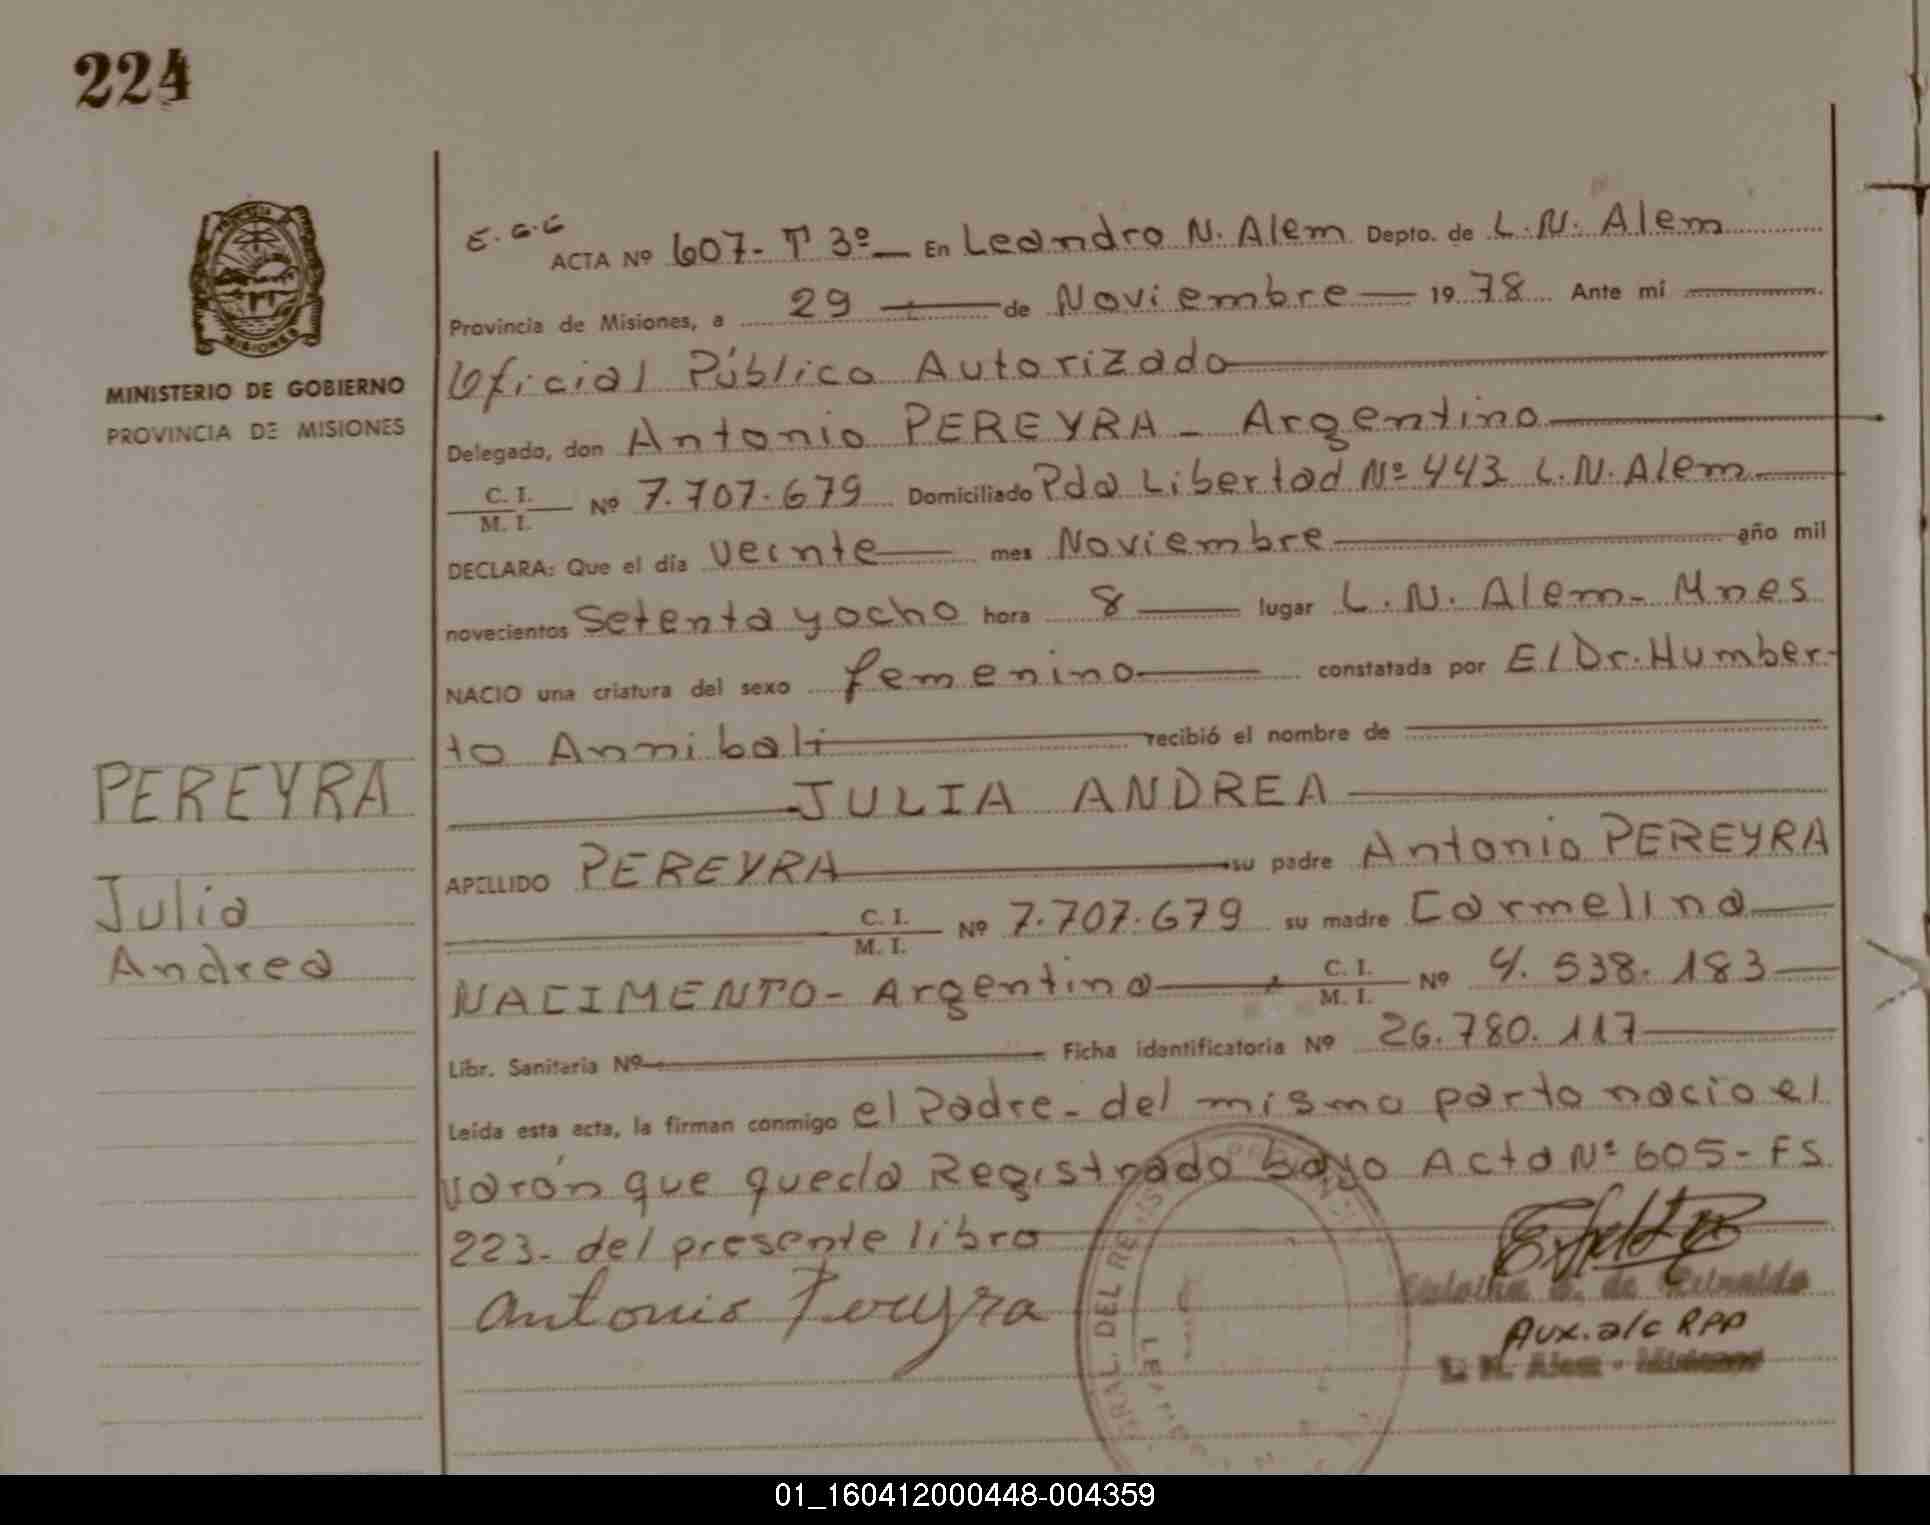 224
MINISTERIO DE GOBIERNO
PROVINCIA DE MISIONES
E.G.G
ACTA Nº 607- T 3º En Leandro N. Alem Depto. de L.N. Alem
Provincia de Misiones, a 29 de Noviembre 19 78 Ante mi
Oficial Público Autorizado
Delegado, don Antonio PEREYRA - Argentino
C. I.
M. I. Nº 7.707.679 Domiciliado Pda Libertad Nº 443 L.N. Alem
DECLARA: Que el día veinte mes Noviembre año mil
novecientos setenta y ocho hora 8 lugar L.N. Alem- Mnes
NACIO una criatura del sexo femenino constatada por El Dr. Humber-
to Annibali recibió el nombre de
JULIA ANDREA
APELLIDO PEREYRA su padre Antonio PEREYRA
C. I.
M. I. Nº 7.707.679 su madre Carmelina
NACIMENTO- Argentina C. I.
M. I. Nº 4.538.183
Libr. Sanitaria Nº Ficha identificatoria Nº 26.780.117
Leída esta acta, la firman conmigo el Padre- del mismo parto nacio el
varón que queda Registrado bajo Acta Nº 605- FS.
223- del presente libro
Antonio Pereyra
Aux. a/c RPP
L. N. Alem - Misiones
PEREYRA
Julia
Andrea
01_160412000448-004359